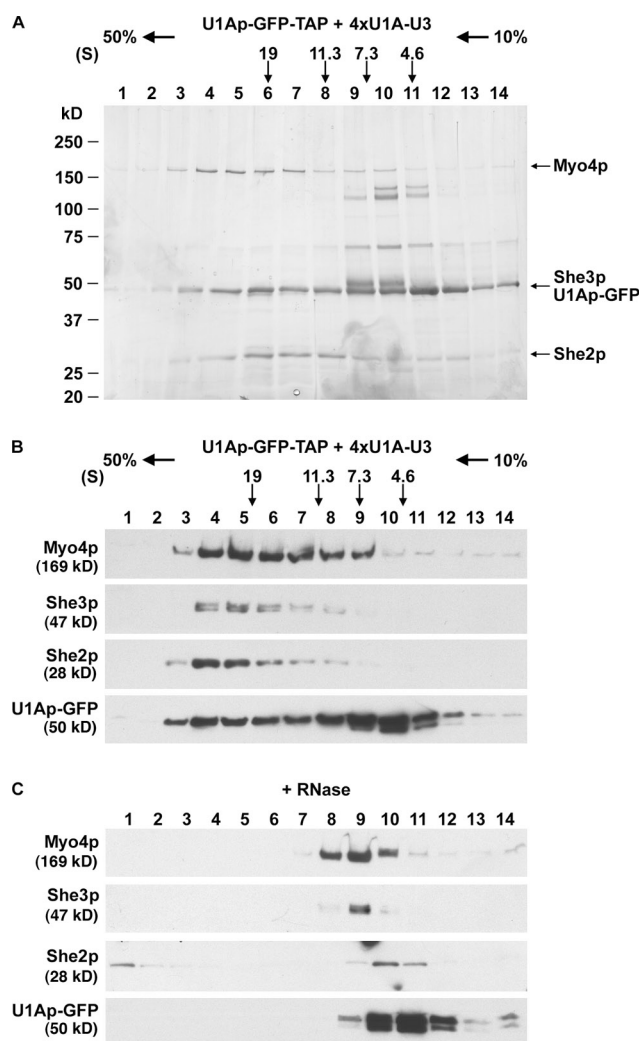 A
U1Ap-GFP-TAP + 4xU1A-U3
50% 10%
(S) 19 11.3 7.3 4.6
1 2 3 4 5 6 7 8 9 10 11 12 13 14
kD
250
150
100
75
50
37
25
20
Myo4p
She3p
U1Ap-GFP
She2p
B
U1Ap-GFP-TAP + 4xU1A-U3
50% 10%
(S) 19 11.3 7.3 4.6
1 2 3 4 5 6 7 8 9 10 11 12 13 14
Myo4p
(169 kD)
She3p
(47 kD)
She2p
(28 kD)
U1Ap-GFP
(50 kD)
C
+ RNase
1 2 3 4 5 6 7 8 9 10 11 12 13 14
Myo4p
(169 kD)
She3p
(47 kD)
She2p
(28 kD)
U1Ap-GFP
(50 kD)